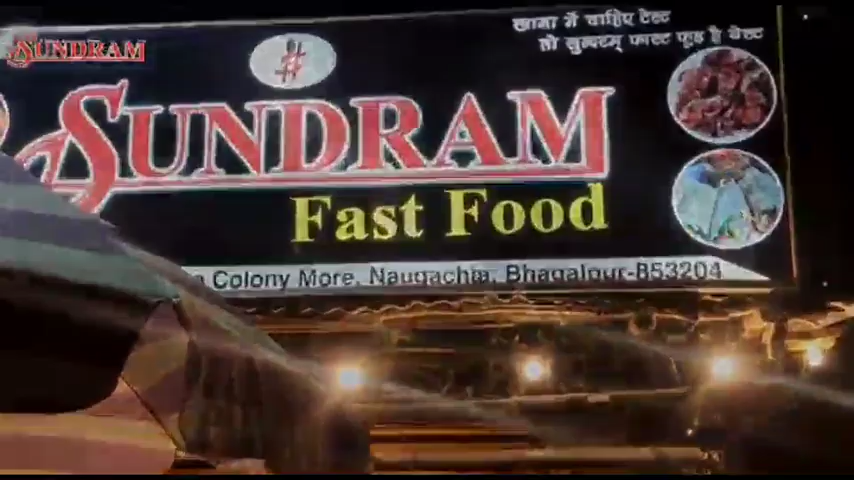 SUNDRAM
#
खाना में चाहिए टेस्ट
तो सुन्दरम् फास्ट फूड है बेस्ट
SUNDRAM
Fast Food
Colony More, Naugachia, Bhagalpur-853204